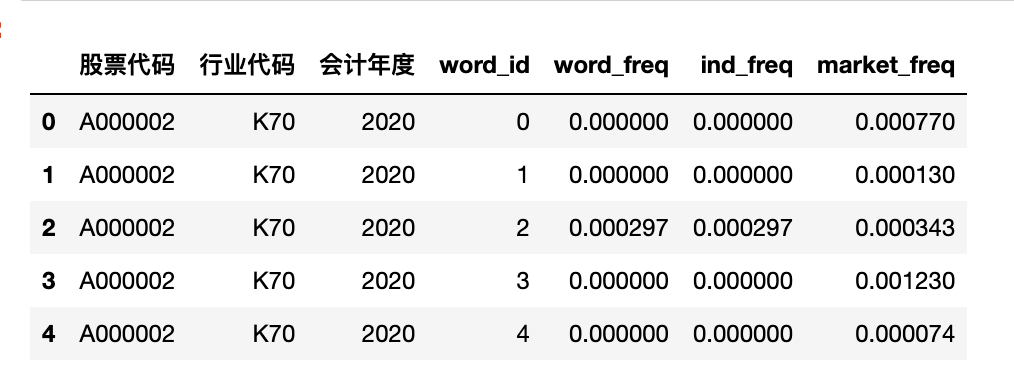 股票代码 行业代码 会计年度 word_id word_freq ind_freq market_freq
0 A000002 K70 2020 0 0.000000 0.000000 0.000770
1 A000002 K70 2020 1 0.000000 0.000000 0.000130
2 A000002 K70 2020 2 0.000297 0.000297 0.000343
3 A000002 K70 2020 3 0.000000 0.000000 0.001230
4 A000002 K70 2020 4 0.000000 0.000000 0.000074